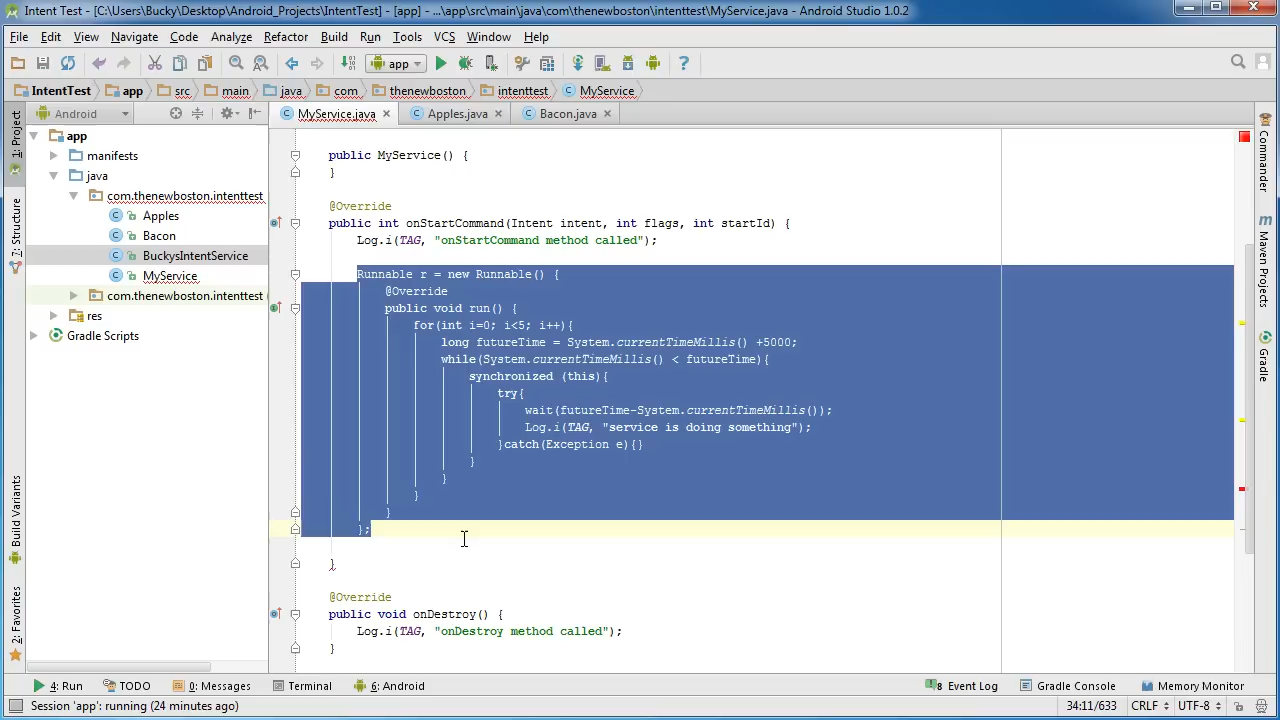 Intent Test - [C:\Users\Bucky\Desktop\Android_Projects\IntentTest] - [app] - ...\app\src\main\java\com\thenewboston\intenttest\MyService.java - Android Studio 1.0.2
File Edit View Navigate Code Analyze Refactor Build Run Tools VCS Window Help
app
IntentTest app src main java com thenewboston intenttest MyService
Android
MyService.java Apples.java Bacon.java
1: Project
7: Structure
Build Variants
2: Favorites
app
manifests
java
com.thenewboston.intenttest
Apples
Bacon
BuckysIntentService
MyService
com.thenewboston.intenttest
res
Gradle Scripts
public MyService() {
}
@Override
public int onStartCommand(Intent intent, int flags, int startId) {
Log.i(TAG, "onStartCommand method called");
Runnable r = new Runnable() {
@Override
public void run() {
for(int i=0; i<5; i++){
long futureTime = System.currentTimeMillis() +5000;
while(System.currentTimeMillis() < futureTime){
synchronized (this){
try{
wait(futureTime-System.currentTimeMillis());
Log.i(TAG, "service is doing something");
}catch(Exception e){}
}
}
}
}
};
}
@Override
public void onDestroy() {
Log.i(TAG, "onDestroy method called");
}
Commander
Maven Projects
Gradle
4: Run TODO 0: Messages Terminal 6: Android 8 Event Log Gradle Console Memory Monitor
Session 'app': running (24 minutes ago) 34:11/633 CRLF UTF-8